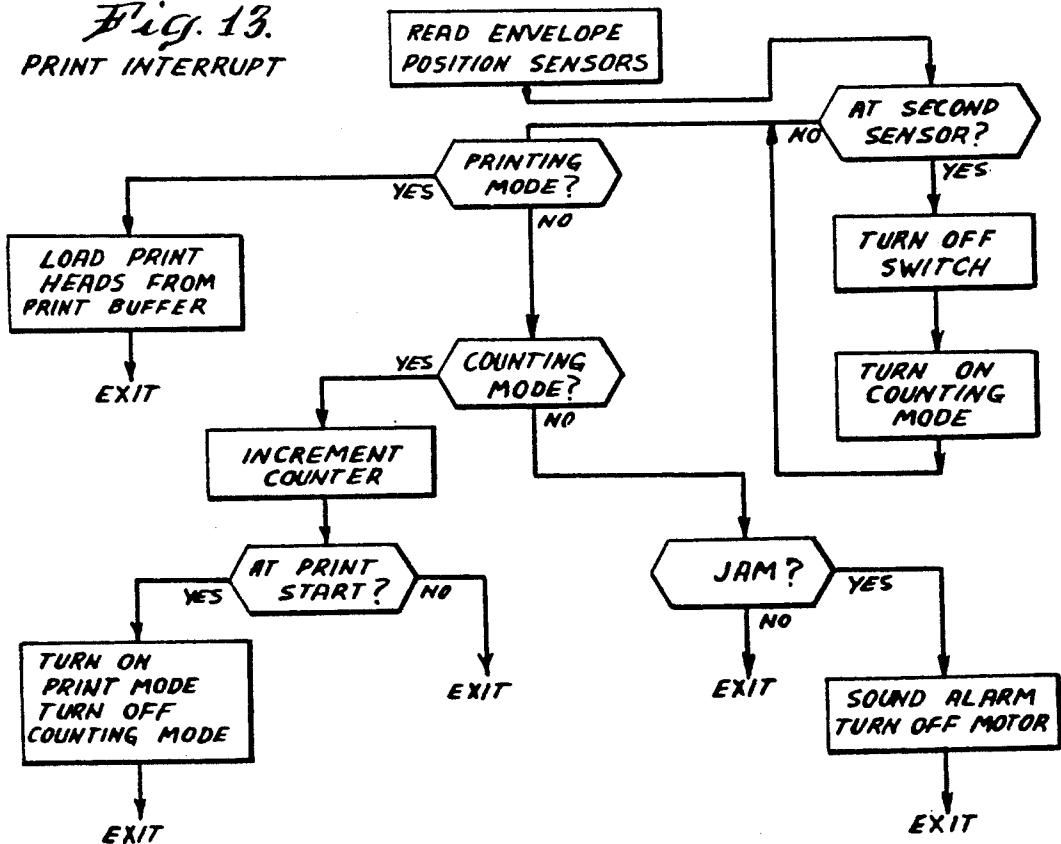 Fig. 13.
PRINT INTERRUPT
READ ENVELOPE
POSITION SENSORS
AT SECOND
SENSOR?
NO
YES
TURN OFF
SWITCH
TURN ON
COUNTING
MODE
PRINTING
MODE?
YES
NO
LOAD PRINT
HEADS FROM
PRINT BUFFER
EXIT
COUNTING
MODE?
YES
NO
INCREMENT
COUNTER
AT PRINT
START?
YES
NO
TURN ON
PRINT MODE
TURN OFF
COUNTING MODE
EXIT
EXIT
JAM?
YES
NO
EXIT
SOUND ALARM
TURN OFF MOTOR
EXIT